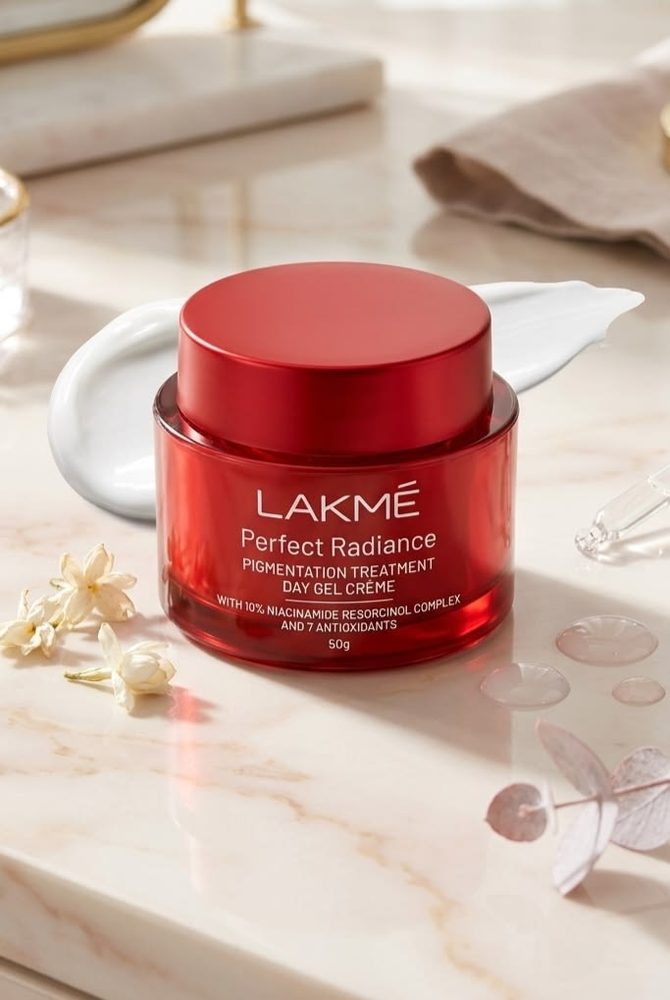 LAKMÉ
Perfect Radiance
PIGMENTATION TREATMENT
DAY GEL CRÈME
WITH 10% NIACINAMIDE RESORCINOL COMPLEX
AND 7 ANTIOXIDANTS
50g